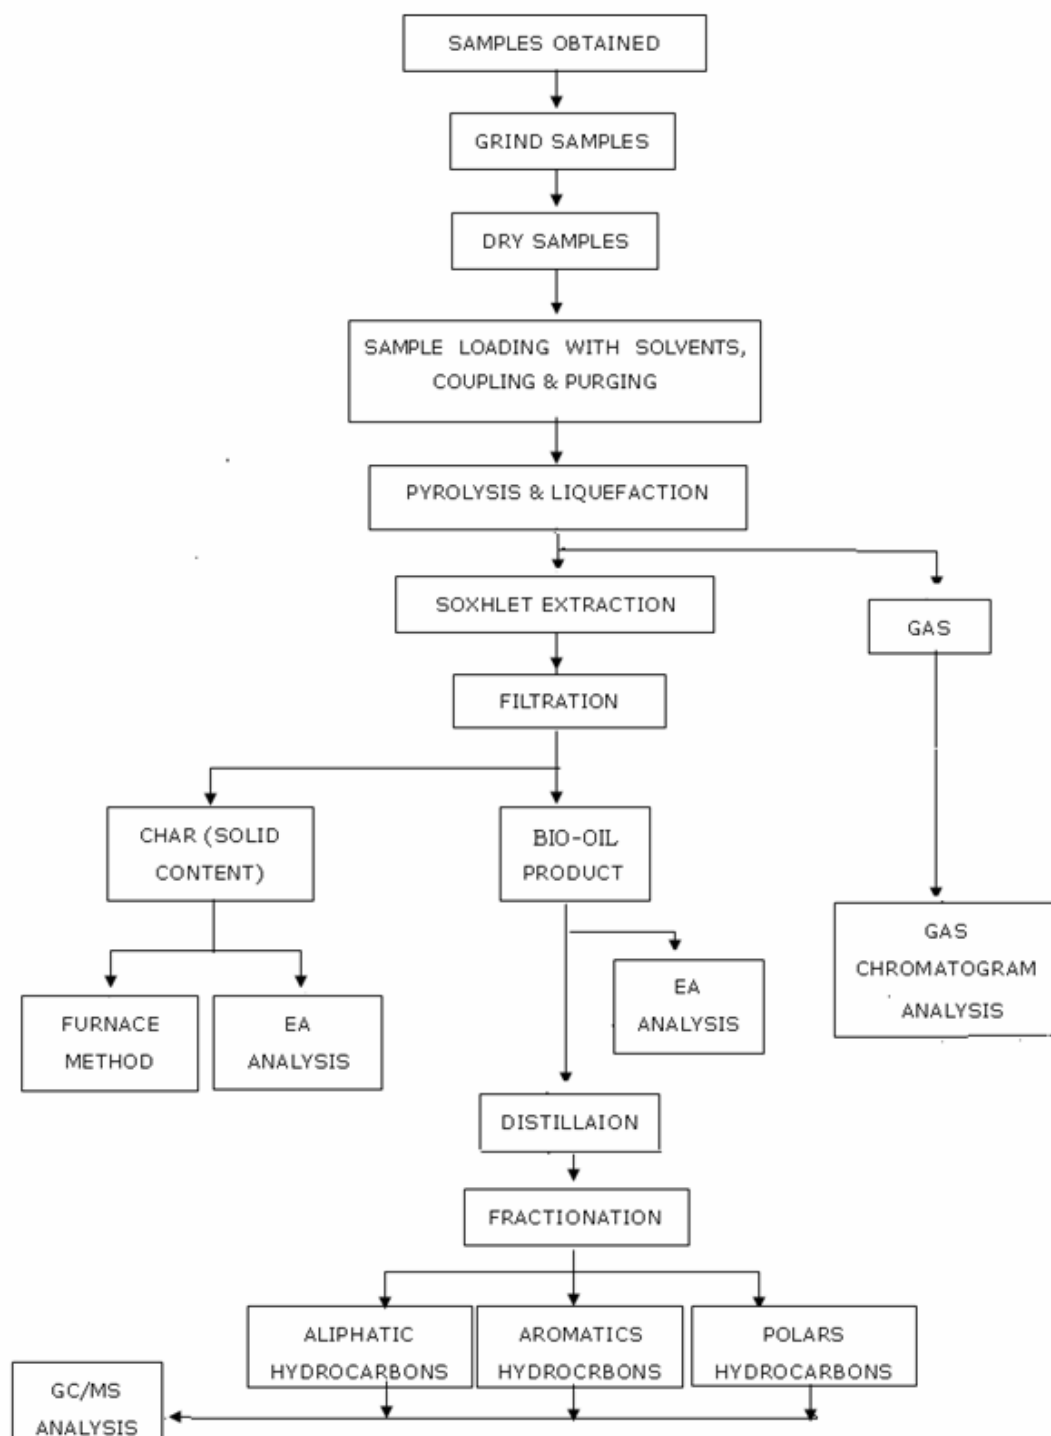 SAMPLES OBTAINED
GRIND SAMPLES
DRY SAMPLES
SAMPLE LOADING WITH SOLVENTS,
COUPLING & PURGING
PYROLYSIS & LIQUEFACTION
SOXHLET EXTRACTION
GAS
FILTRATION
CHAR (SOLID
CONTENT)
BIO-OIL
PRODUCT
GAS
CHROMATOGRAM
ANALYSIS
EA
ANALYSIS
FURNACE
METHOD
EA
ANALYSIS
DISTILLAION
FRACTIONATION
ALIPHATIC
HYDROCARBONS
AROMATICS
HYDROCRBONS
POLARS
HYDROCARBONS
GC/MS
ANALYSIS